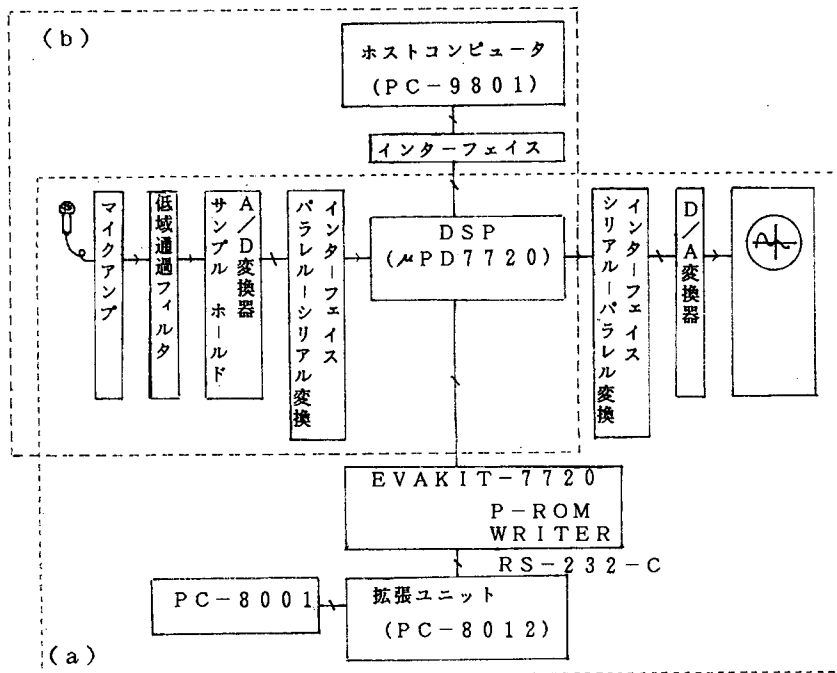 (b)
ホストコンピュータ
(PC-9801)
インターフェイス
マイクアンプ
低域通過フィルタ
A/D変換器
サンプル ホールド
インターフェイス
パラレルーシリアル変換
DSP
(μPD7720)
インターフェイス
シリアルーパラレル変換
D/A変換器
EVAKIT-7720
P-ROM
WRITER
RS-232-C
PC-8001
拡張ユニット
(PC-8012)
(a)